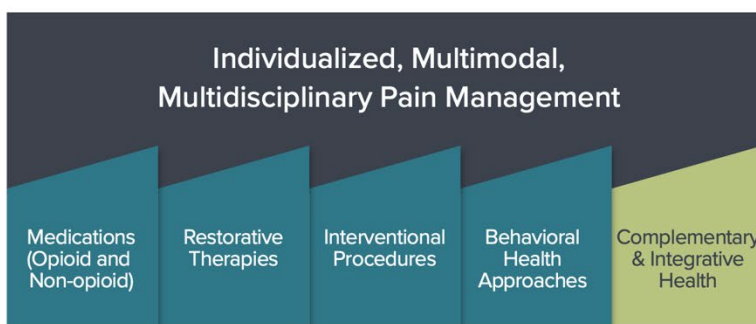 Individualized, Multimodal,
Multidisciplinary Pain Management
Medications
(Opioid and
Non-opioid)
Restorative
Therapies
Interventional
Procedures
Behavioral
Health
Approaches
Complementary
& Integrative
Health